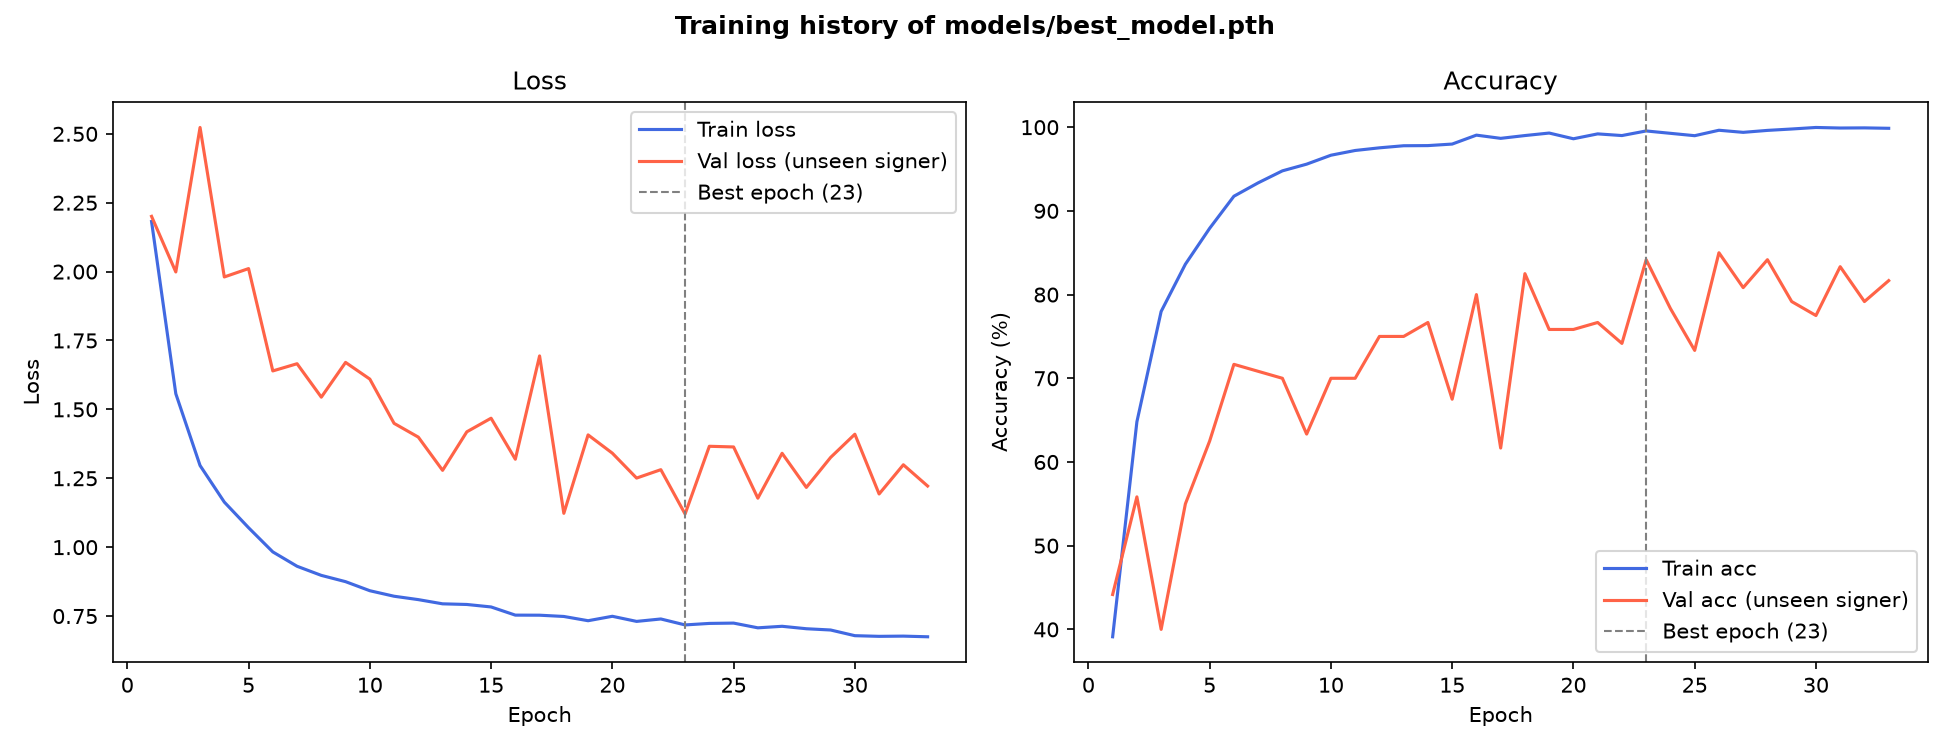 Training history of models/best_model.pth
Loss
2.50
2.25
2.00
1.75
1.50
1.25
1.00
0.75
Loss
0
5
10
15
20
25
30
Epoch
Train loss
Val loss (unseen signer)
Best epoch (23)
Accuracy
100
90
80
70
60
50
40
Accuracy (%)
0
5
10
15
20
25
30
Epoch
Train acc
Val acc (unseen signer)
Best epoch (23)